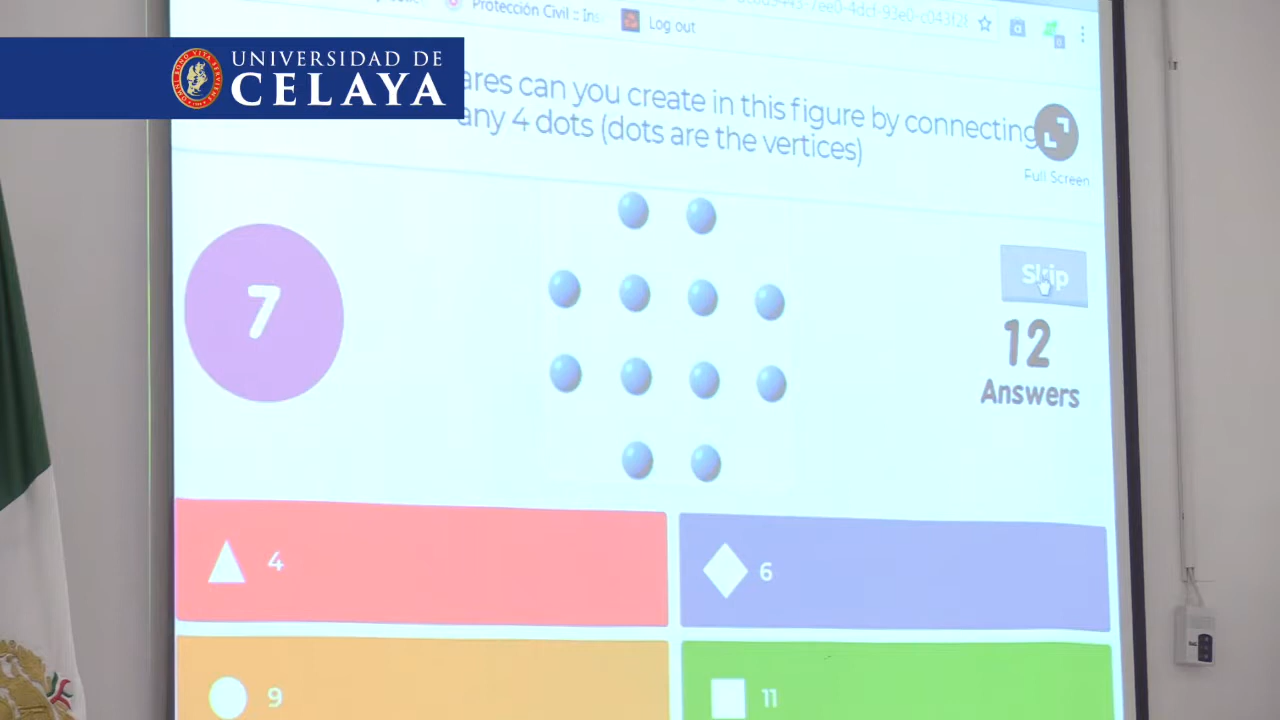 Protección Civil :: Ins
Log out
UNIVERSIDAD DE
CELAYA
ares can you create in this figure by connecting
any 4 dots (dots are the vertices)
Full Screen
7
Skip
12
Answers
4
6
9
11